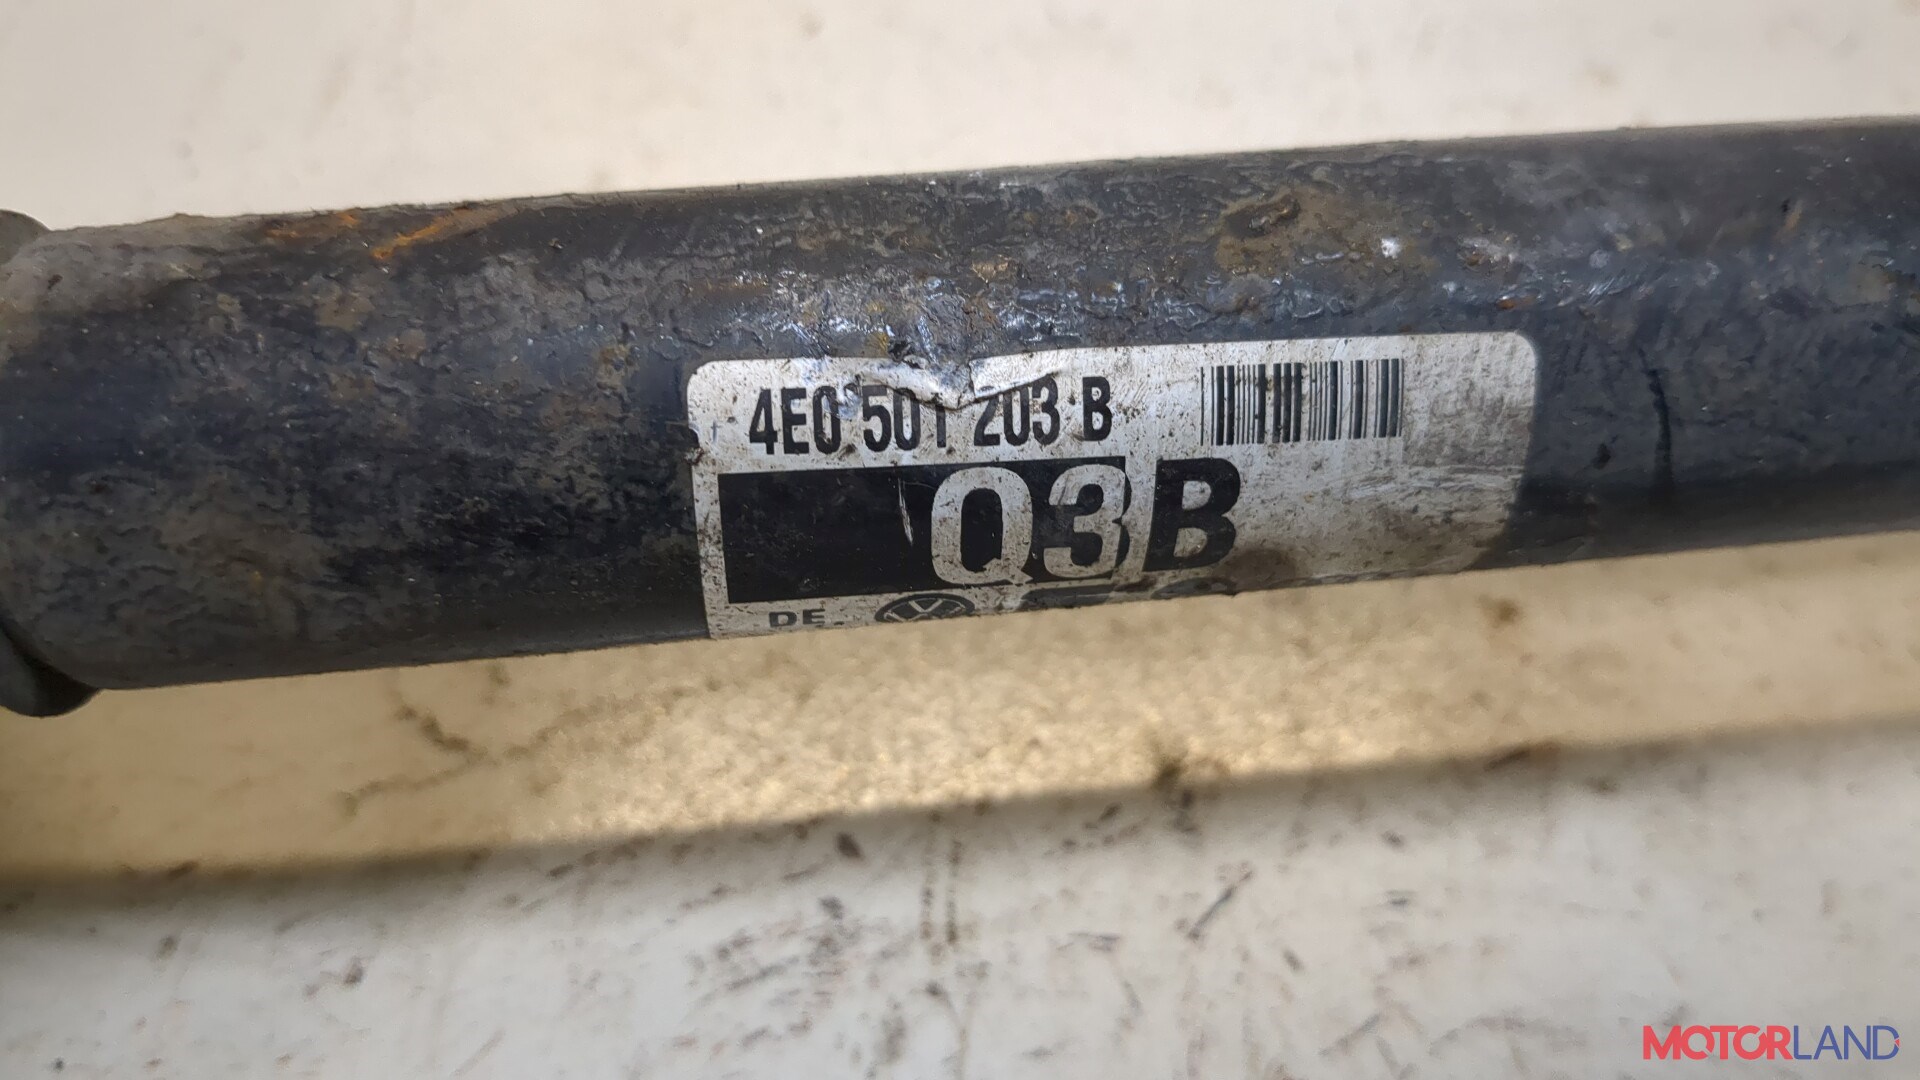 4E0 501 203 B
Q3B
DE.
MOTORLAND